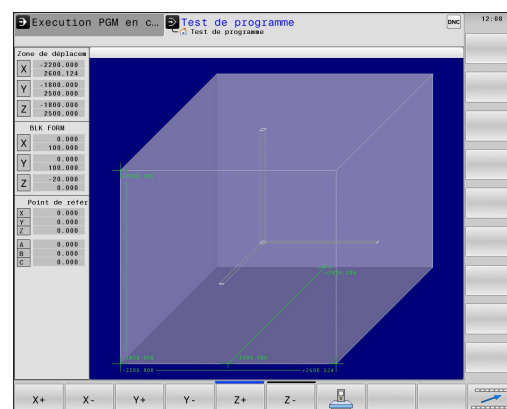 Execution PGM en c...
Test de programme
Test de programme
DNC
12:08
Zone de déplacem
X -2200.000
2600.124
Y -1800.000
2500.000
Z -1800.000
2500.000
BLK FORM
X 0.000
100.000
Y 0.000
100.000
Z -20.000
0.000
Point de référ
X 0.000
Y 0.000
Z 0.000
A 0.000
B 0.000
C 0.000
-2200.000
+2600.124
X+
X-
Y+
Y-
Z+
Z-